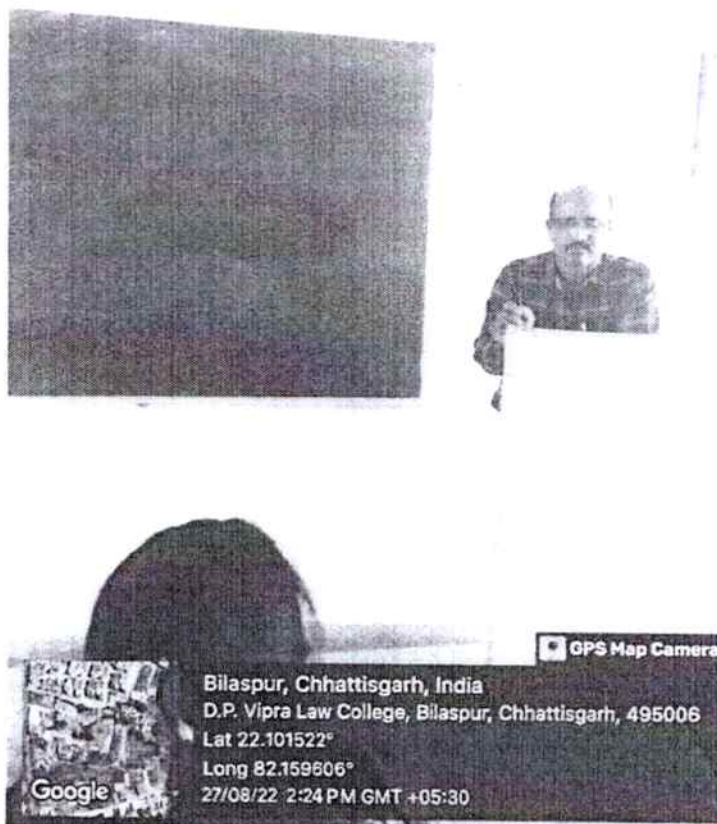 GPS Map Camera
Bilaspur, Chhattisgarh, India
D.P. Vipra Law College, Bilaspur, Chhattisgarh, 495006
Lat 22.101522°
Long 82.159606°
27/08/22 2:24 PM GMT +05:30
Google